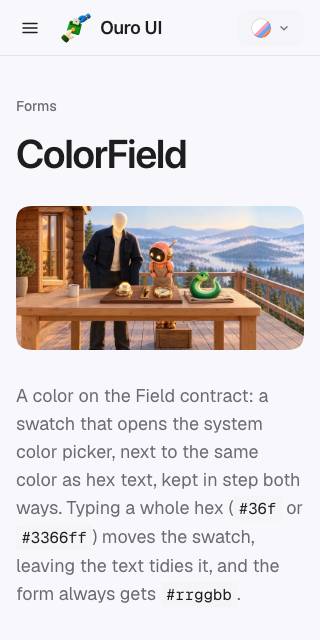 Ouro UI
Forms
ColorField
A color on the Field contract: a
swatch that opens the system
color picker, next to the same
color as hex text, kept in step both
ways. Typing a whole hex ( #36f or
#3366ff ) moves the swatch,
leaving the text tidies it, and the
form always gets #rrggbb .